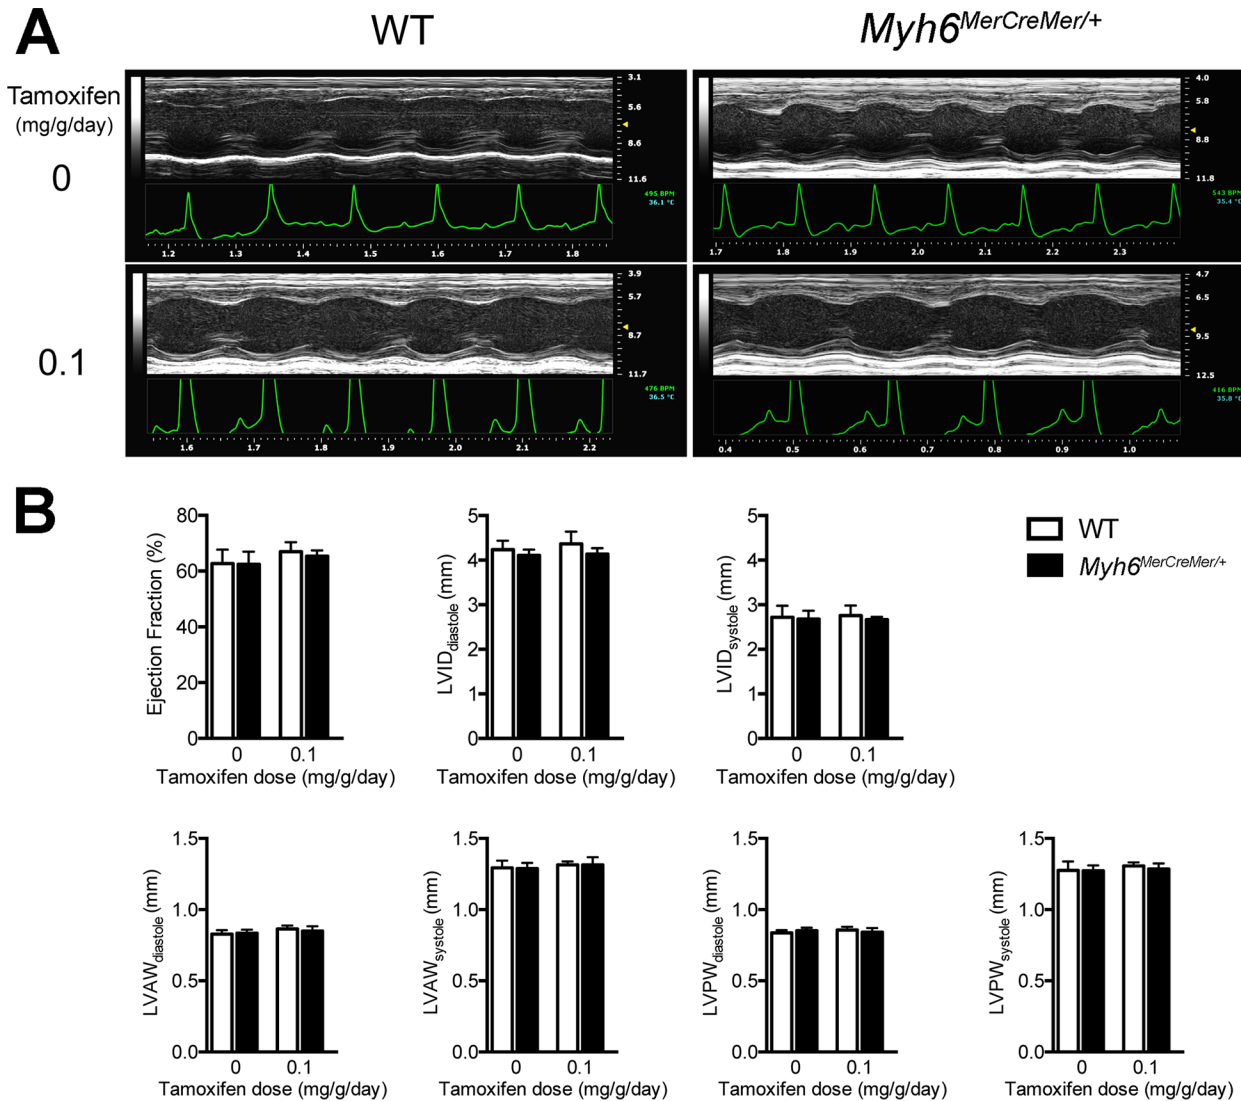 A
WT
Myh6MerCreMer/+
Tamoxifen
(mg/g/day)
0
3.1
5.6
8.6
11.6
495 BPM
36.1 °C
1.2 1.3 1.4 1.5 1.6 1.7 1.8
4.0
5.8
8.8
11.8
543 BPM
35.4 °C
1.7 1.8 1.9 2.0 2.1 2.2 2.3
0.1
3.9
5.7
8.7
11.7
476 BPM
36.5 °C
1.6 1.7 1.8 1.9 2.0 2.1 2.2
4.7
6.5
9.5
12.5
416 BPM
35.8 °C
0.4 0.5 0.6 0.7 0.8 0.9 1.0
B
Ejection Fraction (%)
80
60
40
20
0
0 0.1
Tamoxifen dose (mg/g/day)
LVIDdiastole (mm)
5
4
3
2
1
0
0 0.1
Tamoxifen dose (mg/g/day)
LVIDsystole (mm)
5
4
3
2
1
0
0 0.1
Tamoxifen dose (mg/g/day)
WT
Myh6MerCreMer/+
LVAWdiastole (mm)
1.5
1.0
0.5
0.0
0 0.1
Tamoxifen dose (mg/g/day)
LVAWsystole (mm)
1.5
1.0
0.5
0.0
0 0.1
Tamoxifen dose (mg/g/day)
LVPWdiastole (mm)
1.5
1.0
0.5
0.0
0 0.1
Tamoxifen dose (mg/g/day)
LVPWsystole (mm)
1.5
1.0
0.5
0.0
0 0.1
Tamoxifen dose (mg/g/day)